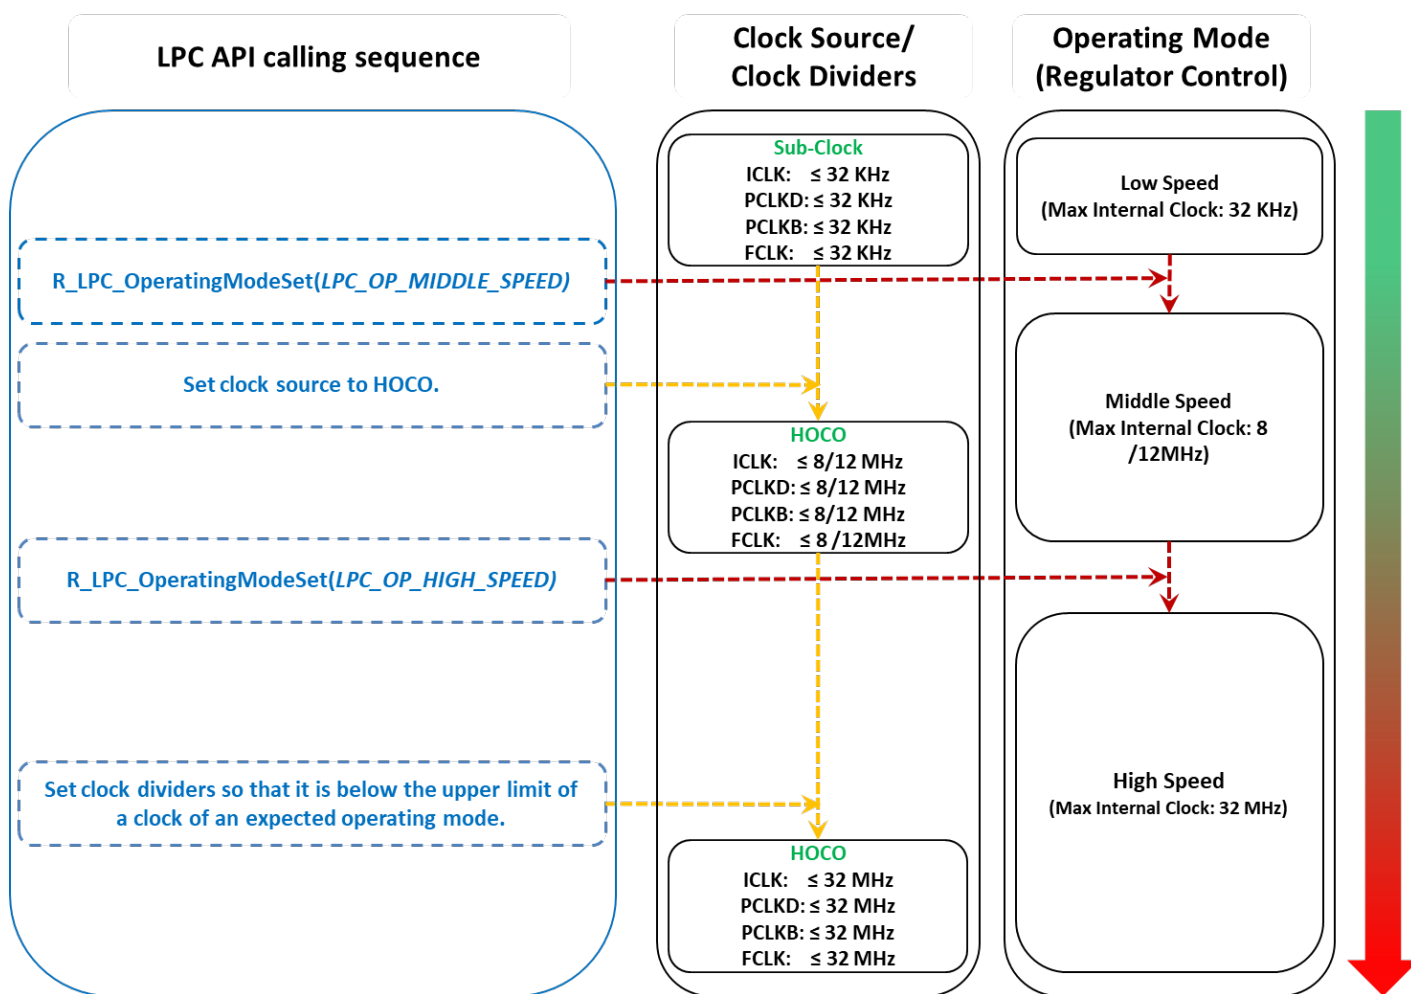 LPC API calling sequence
Clock Source/
Clock Dividers
Operating Mode
(Regulator Control)
R_LPC_OperatingModeSet(LPC_OP_MIDDLE_SPEED)
Set clock source to HOCO.
R_LPC_OperatingModeSet(LPC_OP_HIGH_SPEED)
Set clock dividers so that it is below the upper limit of
a clock of an expected operating mode.
Sub-Clock
ICLK: ≤ 32 KHz
PCLKD: ≤ 32 KHz
PCLKB: ≤ 32 KHz
FCLK: ≤ 32 KHz
HOCO
ICLK: ≤ 8/12 MHz
PCLKD: ≤ 8/12 MHz
PCLKB: ≤ 8/12 MHz
FCLK: ≤ 8 /12MHz
HOCO
ICLK: ≤ 32 MHz
PCLKD: ≤ 32 MHz
PCLKB: ≤ 32 MHz
FCLK: ≤ 32 MHz
Low Speed
(Max Internal Clock: 32 KHz)
Middle Speed
(Max Internal Clock: 8
/12MHz)
High Speed
(Max Internal Clock: 32 MHz)